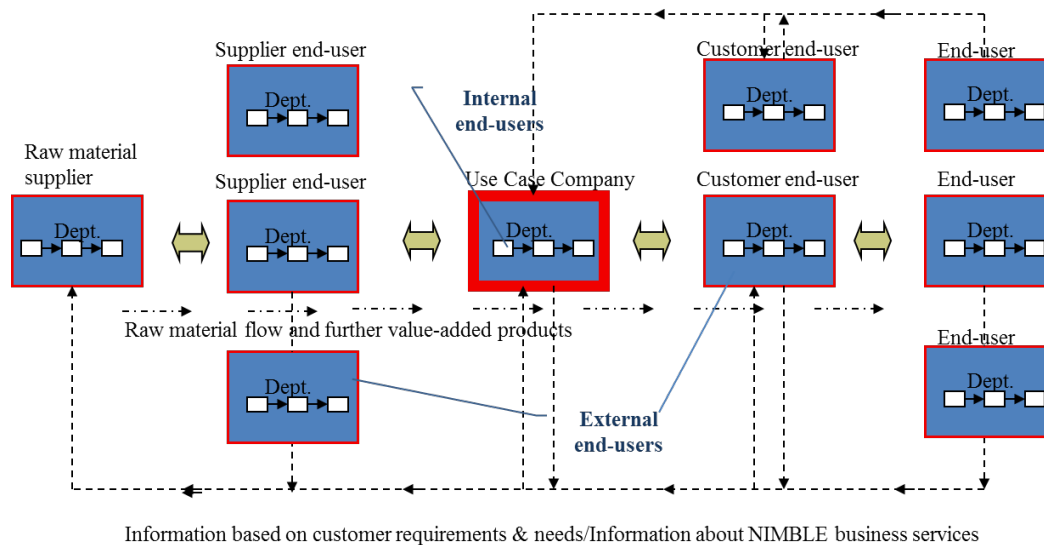 Supplier end-user
Dept.
Customer end-user
Dept.
End-user
Dept.
Internal
end-users
Raw material
supplier
Dept.
Supplier end-user
Dept.
Use Case Company
Dept.
Customer end-user
Dept.
End-user
Dept.
Raw material flow and further value-added products
Dept.
End-user
Dept.
External
end-users
Information based on customer requirements & needs/Information about NIMBLE business services